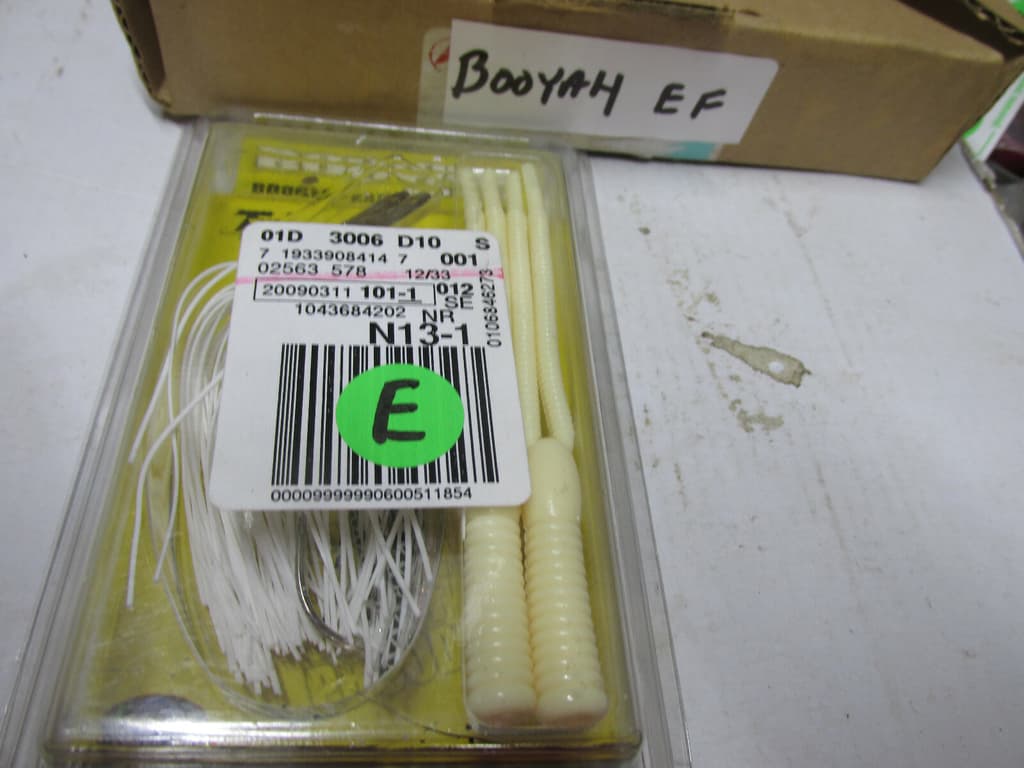 BOOYAH EF
01D 3006 D10 S
7 1933908414 7 001
02563 578 12/33
20090311 101-1 012
SE
1043684202 NR
N13-1
0106846273
E
00009999990600511854